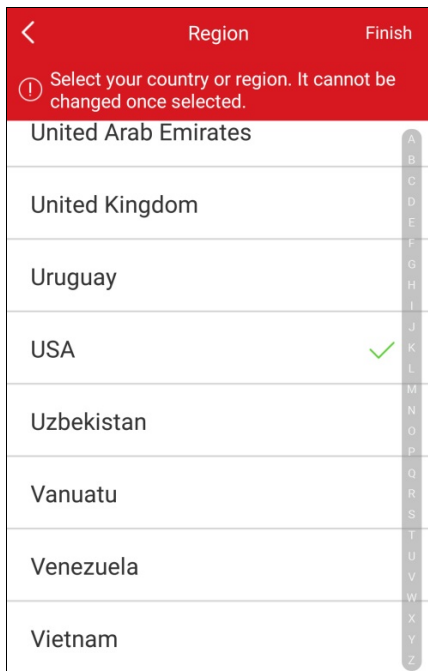 Region
Finish
Select your country or region. It cannot be
changed once selected.
United Arab Emirates
United Kingdom
Uruguay
USA
Uzbekistan
Vanuatu
Venezuela
Vietnam
A
B
C
D
E
F
G
H
I
J
K
L
M
N
O
P
Q
R
S
T
U
V
W
X
Y
Z